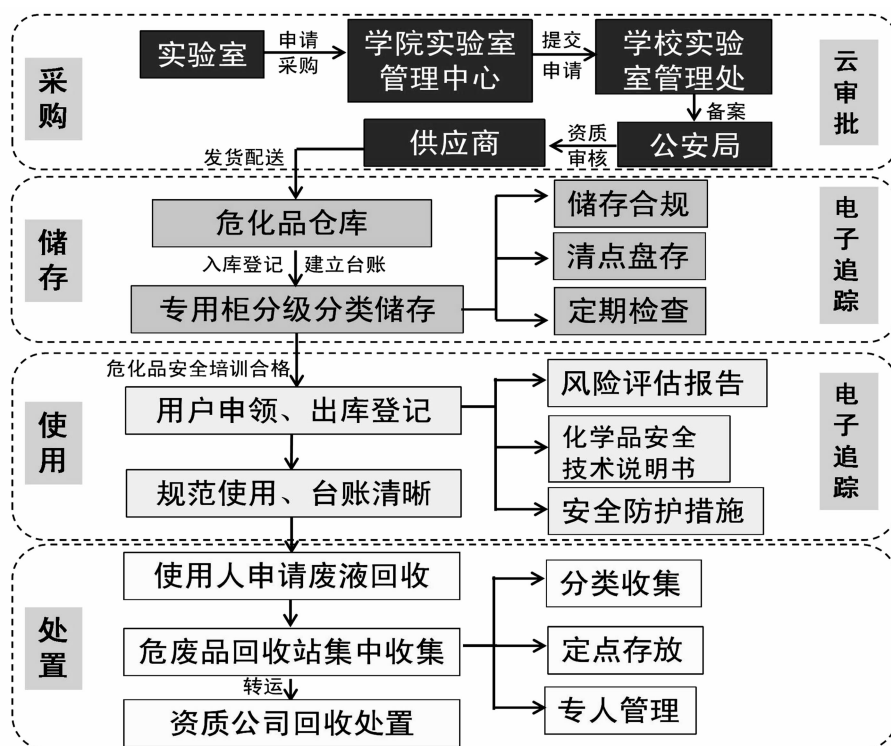 采购
实验室
申请
采购
学院实验室
管理中心
提交
申请
学校实验
室管理处
云审批
备案
公安局
资质
审核
供应商
发货配送
储存
危化品仓库
入库登记
建立台账
专用柜分级分类储存
储存合规
清点盘存
定期检查
电子追踪
使用
危化品安全培训合格
用户申领、出库登记
规范使用、台账清晰
风险评估报告
化学品安全
技术说明书
安全防护措施
电子追踪
处置
使用人申请废液回收
危废品回收站集中收集
转运
资质公司回收处置
分类收集
定点存放
专人管理